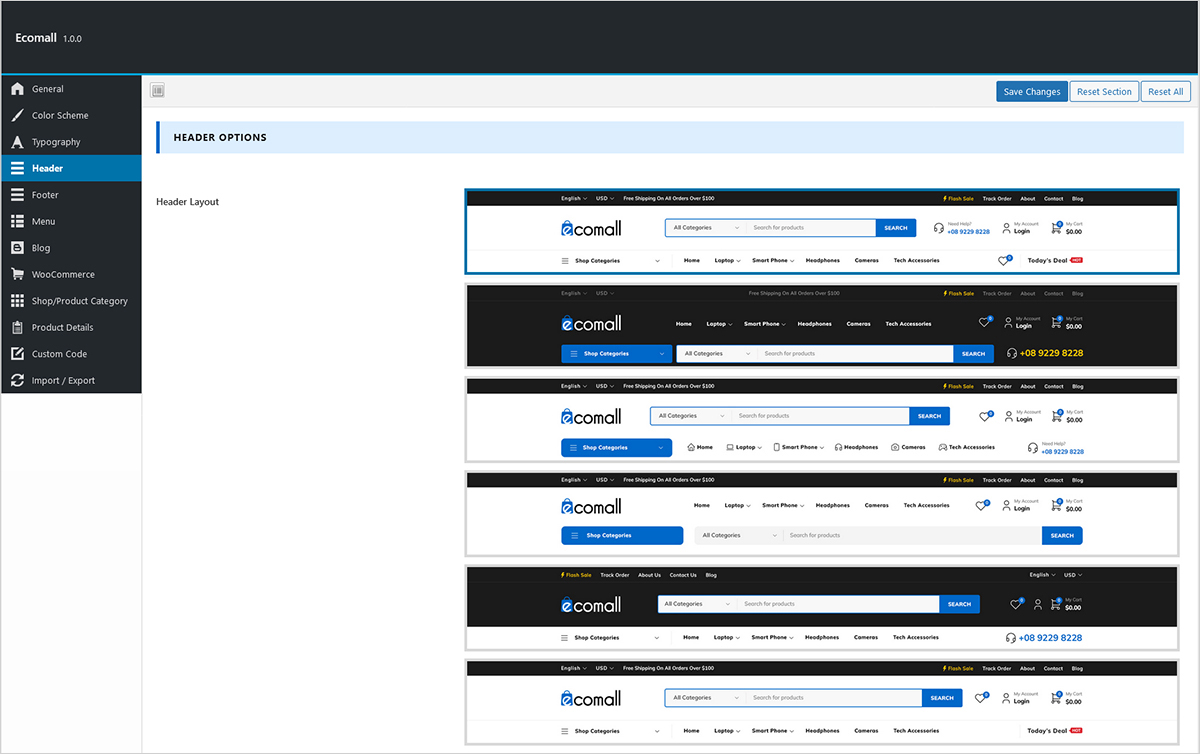 Ecomall 1.0.0
General
Color Scheme
Typography
Header
Footer
Menu
Blog
WooCommerce
Shop/Product Category
Product Details
Custom Code
Import / Export
Save Changes Reset Section Reset All
HEADER OPTIONS
Header Layout
English USD Free Shipping On All Orders Over $100 Flash Sale Track Order About Contact Blog
ecomall All Categories Search for products SEARCH Need Help? +08 9229 8228 My Account Login 0 My Cart $0.00
Shop Categories Home Laptop Smart Phone Headphones Cameras Tech Accessories 0 Today's Deal HOT
English USD Free Shipping On All Orders Over $100 Flash Sale Track Order About Contact Blog
ecomall Home Laptop Smart Phone Headphones Cameras Tech Accessories 0 My Account Login 0 My Cart $0.00
Shop Categories All Categories Search for products SEARCH +08 9229 8228
English USD Free Shipping On All Orders Over $100 Flash Sale Track Order About Contact Blog
ecomall All Categories Search for products SEARCH 0 My Account Login 0 My Cart $0.00
Shop Categories Home Laptop Smart Phone Headphones Cameras Tech Accessories Need Help? +08 9229 8228
English USD Free Shipping On All Orders Over $100 Flash Sale Track Order About Contact Blog
ecomall Home Laptop Smart Phone Headphones Cameras Tech Accessories 0 My Account Login 0 My Cart $0.00
Shop Categories All Categories Search for products SEARCH
Flash Sale Track Order About Us Contact Us Blog English USD
ecomall All Categories Search for products SEARCH 0 0 My Cart $0.00
Shop Categories Home Laptop Smart Phone Headphones Cameras Tech Accessories +08 9229 8228
English USD Free Shipping On All Orders Over $100 Flash Sale Track Order About Contact Blog
ecomall All Categories Search for products SEARCH 0 My Account Login 0 My Cart $0.00
Shop Categories Home Laptop Smart Phone Headphones Cameras Tech Accessories Today's Deal HOT